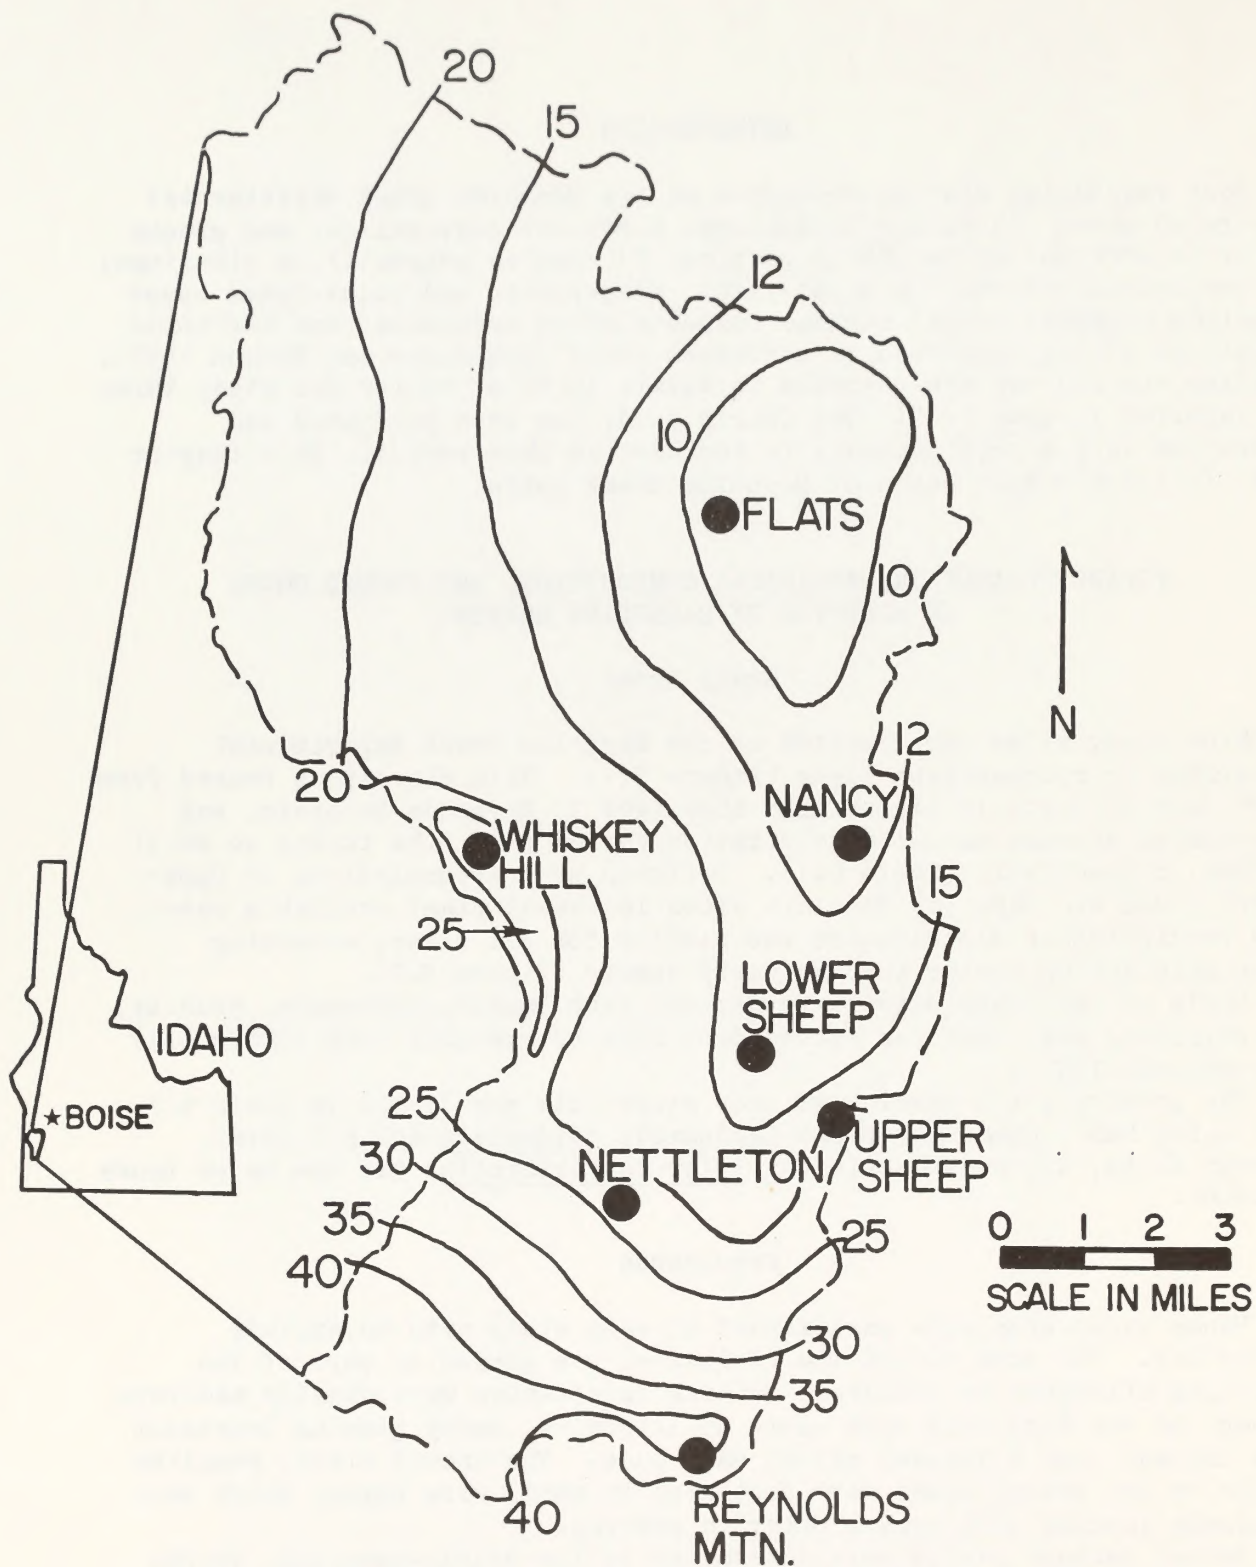 20
15
12
10
FLATS
10
N
12
20
NANCY
WHISKEY
HILL
15
25
LOWER
SHEEP
IDAHO
BOISE
25
UPPER
SHEEP
30
NETTLETON
35
25
0 1 2 3
40
SCALE IN MILES
30
35
REYNOLDS
MTN.
40